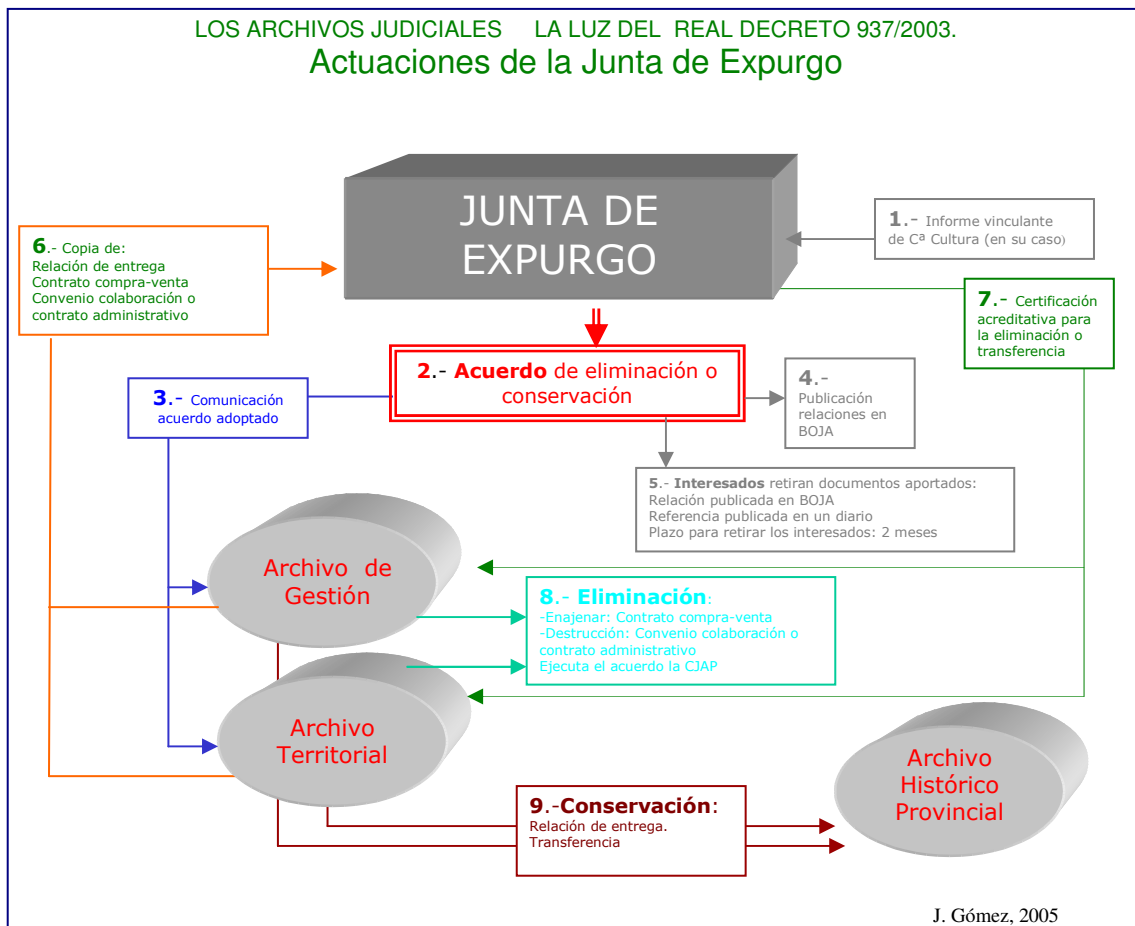 LOS ARCHIVOS JUDICIALES LA LUZ DEL REAL DECRETO 937/2003.
Actuaciones de la Junta de Expurgo
JUNTA DE
EXPURGO
1.- Informe vinculante
de Cª Cultura (en su caso)
6.- Copia de:
Relación de entrega
Contrato compra-venta
Convenio colaboración o
contrato administrativo
7.- Certificación
acreditativa para
la eliminación o
transferencia
2.- Acuerdo de eliminación o
conservación
3.- Comunicación
acuerdo adoptado
4.-
Publicación
relaciones en
BOJA
5.- Interesados retiran documentos aportados:
Relación publicada en BOJA
Referencia publicada en un diario
Plazo para retirar los interesados: 2 meses
Archivo de
Gestión
8.- Eliminación:
-Enajenar: Contrato compra-venta
-Destrucción: Convenio colaboración o
contrato administrativo
Ejecuta el acuerdo la CJAP
Archivo
Territorial
Archivo
Histórico
Provincial
9.-Conservación:
Relación de entrega.
Transferencia
J. Gómez, 2005